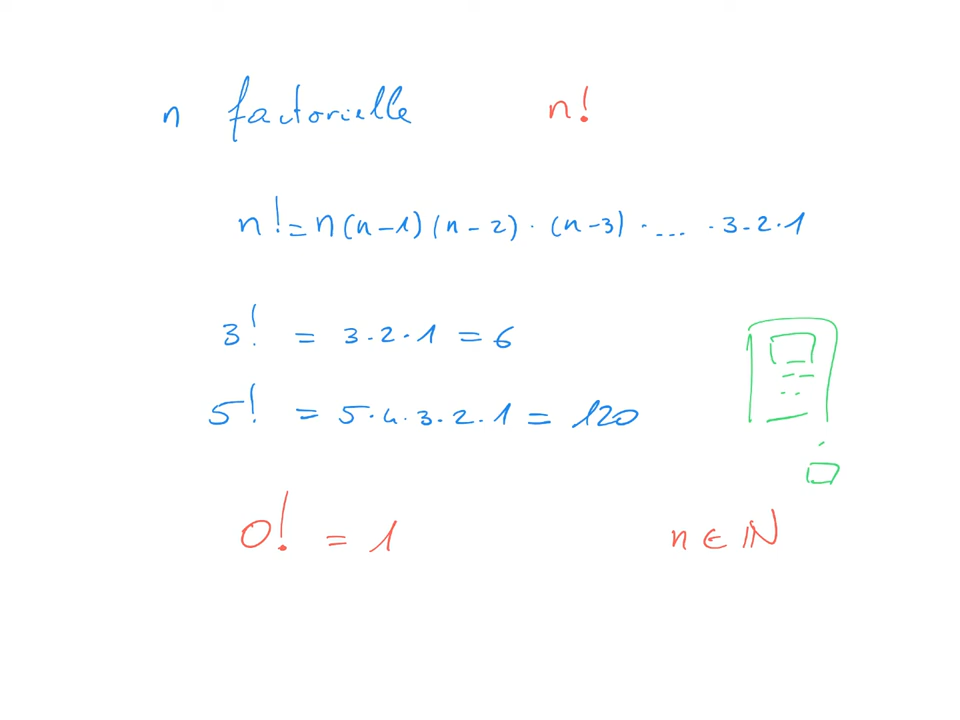 n factorielle n!
n! = n (n-1) (n-2) · (n-3) · ... · 3·2·1
3! = 3·2·1 = 6
5! = 5·4·3·2·1 = 120
0! = 1 n ∈ ℕ